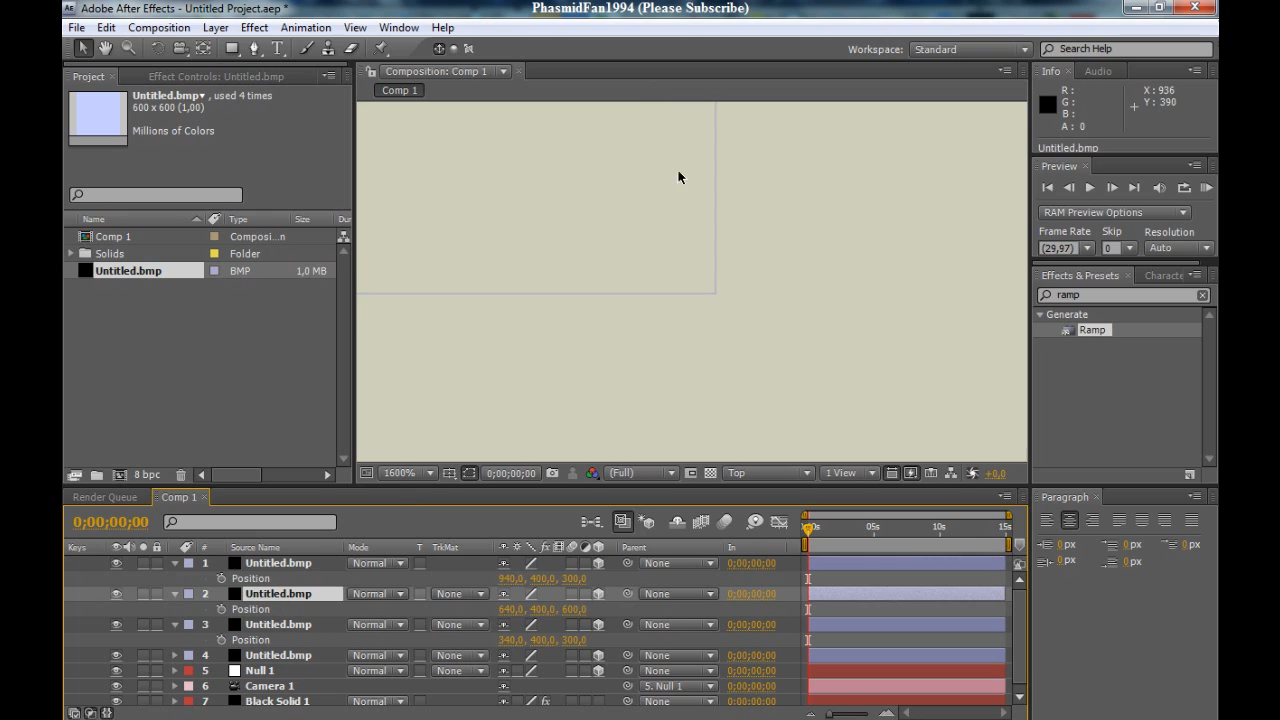 PhasmidFan1994 (Please Subscribe)
Adobe After Effects - Untitled Project.aep *
File Edit Composition Layer Effect Animation View Window Help
Workspace: Standard Search Help
Project Effect Controls: Untitled.bmp
Untitled.bmp , used 4 times
600 x 600 (1,00)
Millions of Colors
Name Type Size Dur
Comp 1 Composi...n
Solids Folder
Untitled.bmp BMP 1,0 MB
8 bpc
Composition: Comp 1
Comp 1
1600% 0;00;00;00 (Full) Top 1 View +0,0
Info Audio
R: X: 936
G: Y: 390
B:
A: 0
Untitled.bmp
Preview
RAM Preview Options
Frame Rate Skip Resolution
(29,97) 0 Auto
Effects & Presets Characte
ramp
Generate
Ramp
Render Queue Comp 1
0;00;00;00
05s 10s 15s
Keys # Source Name Mode T TrkMat Parent In
1 Untitled.bmp Normal None 0;00;00;00
Position 940,0, 400,0, 300,0
2 Untitled.bmp Normal None None 0;00;00;00
Position 640,0, 400,0, 600,0
3 Untitled.bmp Normal None None 0;00;00;00
Position 340,0, 400,0, 300,0
4 Untitled.bmp Normal None None 0;00;00;00
5 Null 1 Normal None None 0;00;00;00
6 Camera 1 5. Null 1 0;00;00;00
7 Black Solid 1 Normal None None 0;00;00;00
Paragraph
0 px 0 px 0 px
0 px 0 px